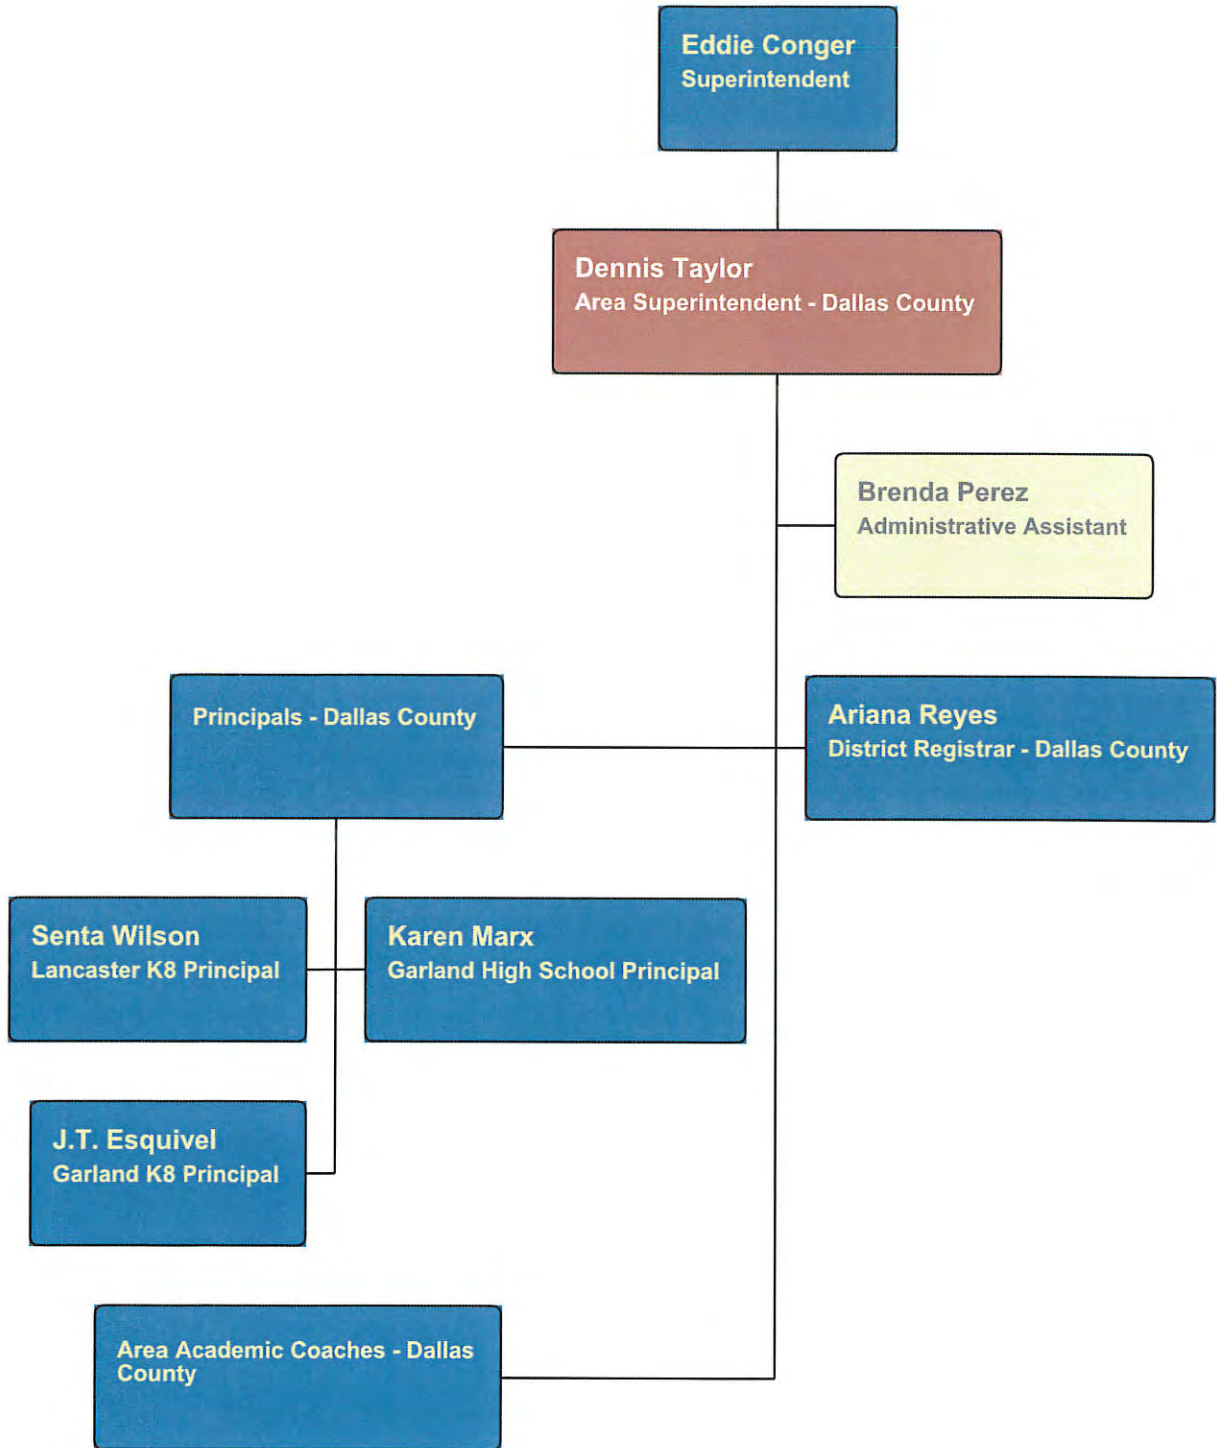 Eddie Conger
Superintendent
Dennis Taylor
Area Superintendent - Dallas County
Brenda Perez
Administrative Assistant
Principals - Dallas County
Ariana Reyes
District Registrar - Dallas County
Senta Wilson
Lancaster K8 Principal
Karen Marx
Garland High School Principal
J.T. Esquivel
Garland K8 Principal
Area Academic Coaches - Dallas
County